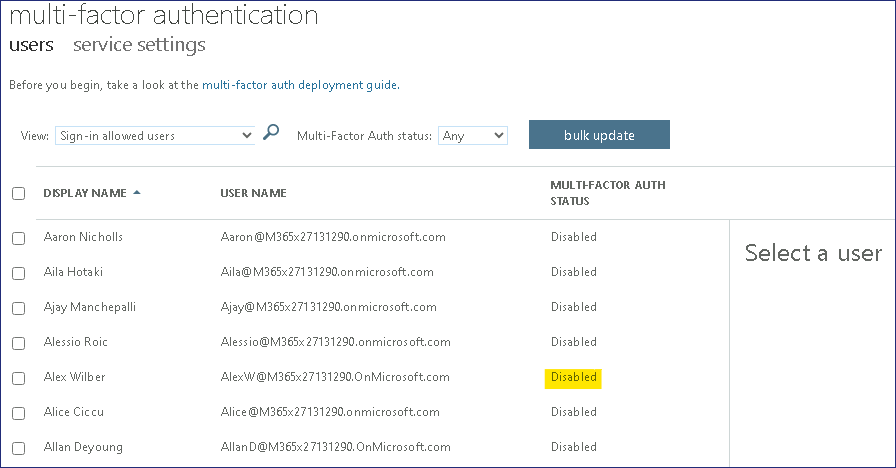 multi-factor authentication
users service settings
Before you begin, take a look at the multi-factor auth deployment guide.
View: Sign-in allowed users Multi-Factor Auth status: Any bulk update
DISPLAY NAME USER NAME MULTI-FACTOR AUTH STATUS
Aaron Nicholls Aaron@M365x27131290.onmicrosoft.com Disabled
Select a user
Aila Hotaki Aila@M365x27131290.onmicrosoft.com Disabled
Ajay Manchepalli Ajay@M365x27131290.onmicrosoft.com Disabled
Alessio Roic Alessio@M365x27131290.onmicrosoft.com Disabled
Alex Wilber AlexW@M365x27131290.OnMicrosoft.com Disabled
Alice Ciccu Alice@M365x27131290.onmicrosoft.com Disabled
Allan Deyoung AllanD@M365x27131290.OnMicrosoft.com Disabled